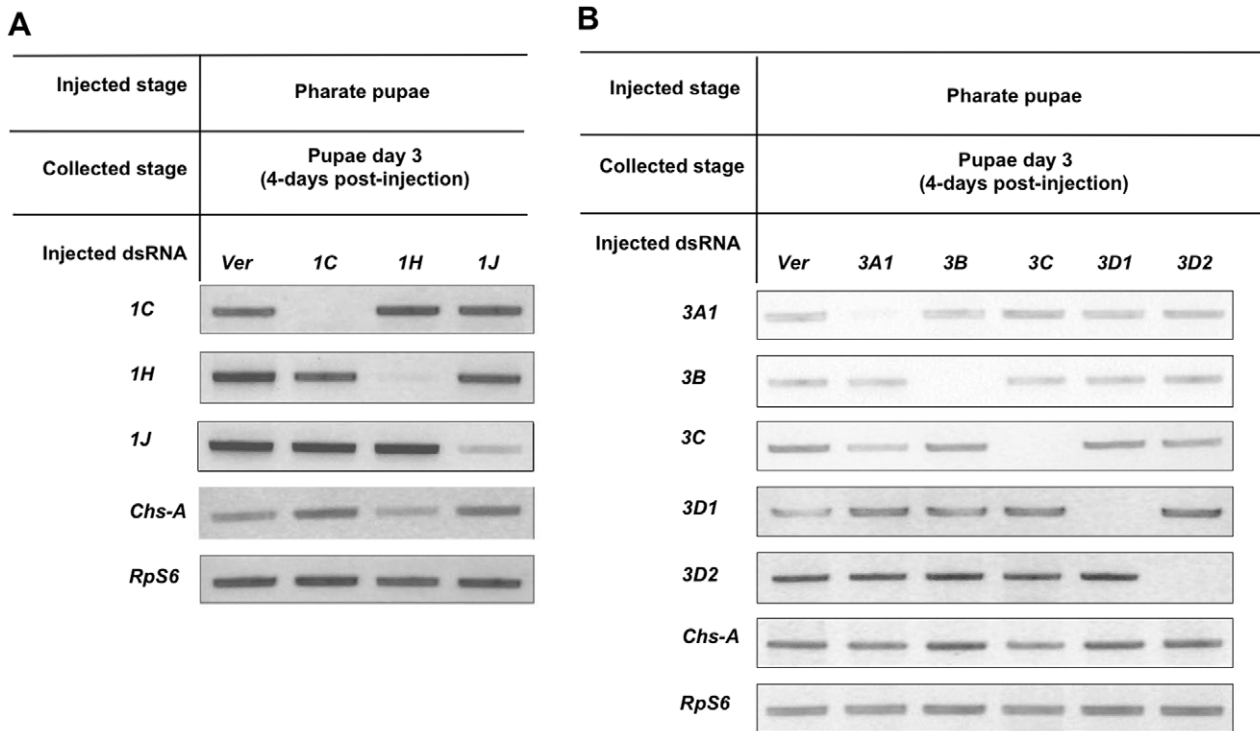 A
Injected stage
Pharate pupae
Collected stage
Pupae day 3
(4-days post-injection)
Injected dsRNA
Ver 1C 1H 1J
1C
1H
1J
Chs-A
RpS6
B
Injected stage
Pharate pupae
Collected stage
Pupae day 3
(4-days post-injection)
Injected dsRNA
Ver 3A1 3B 3C 3D1 3D2
3A1
3B
3C
3D1
3D2
Chs-A
RpS6